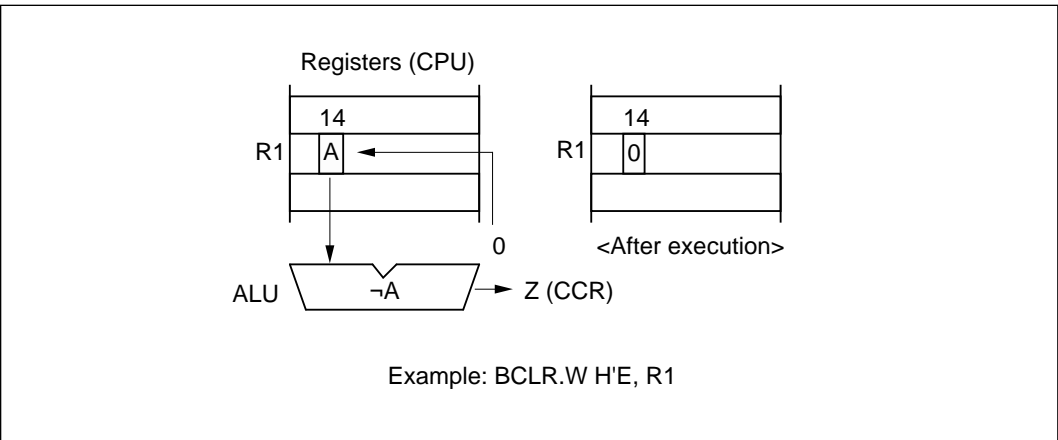 Registers (CPU)
14
14
R1
A
R1
0
0
<After execution>
ALU
¬A
Z (CCR)
Example: BCLR.W H'E, R1